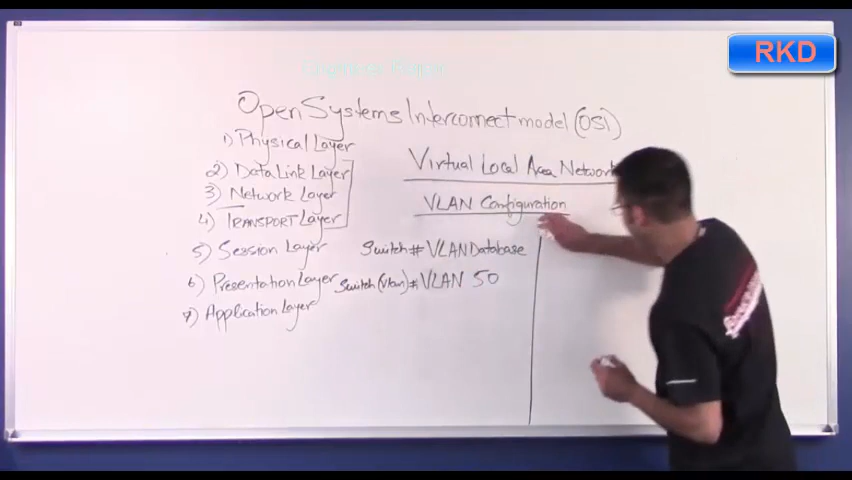 RKD
Open Systems Interconnect model (OSI)
1) Physical Layer
2) Data Link Layer
3) Network Layer
4) TRANSPORT Layer
5) Session Layer
6) Presentation Layer
7) Application Layer
Virtual Local Area Network
VLAN Configuration
Switch# VLAN Database
Switch (vlan)# VLAN 50